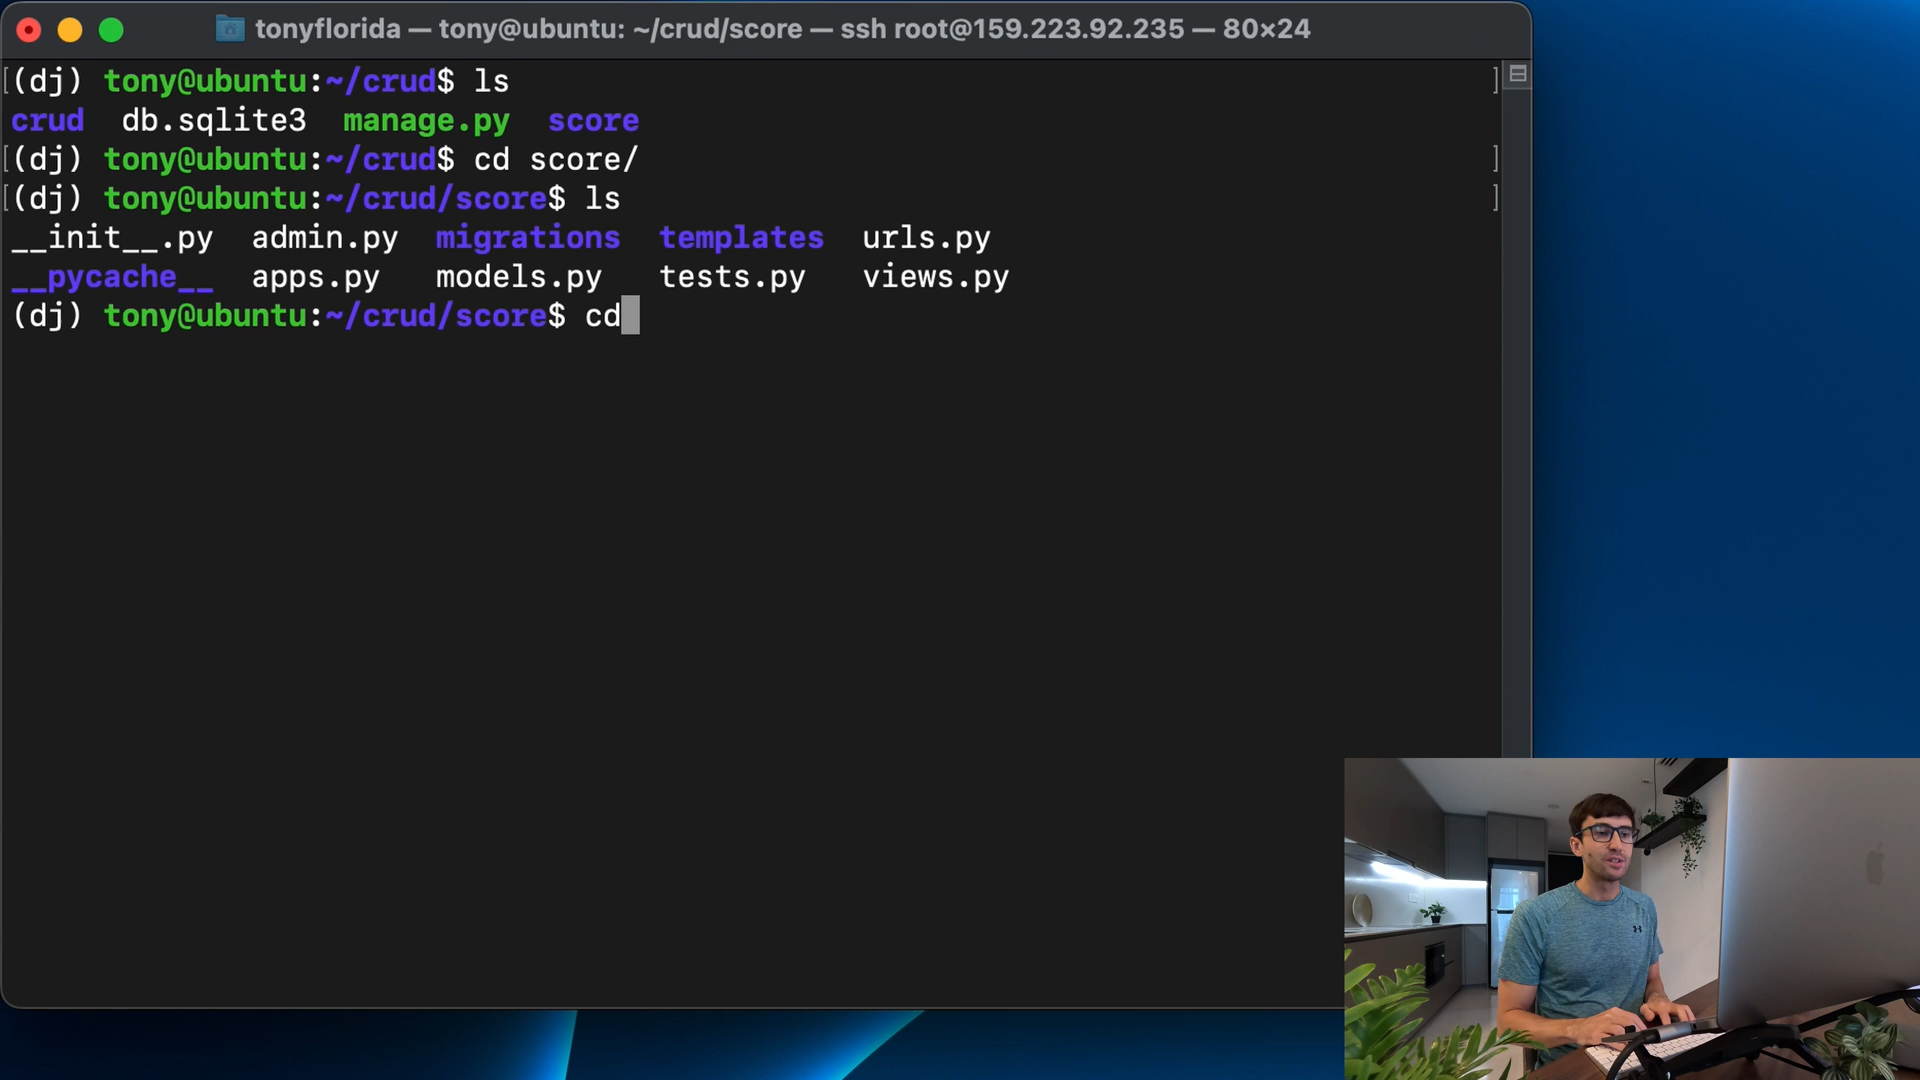 tonyflorida — tony@ubuntu: ~/crud/score — ssh root@159.223.92.235 — 80×24
[(dj) tony@ubuntu:~/crud$ ls ]
crud db.sqlite3 manage.py score
[(dj) tony@ubuntu:~/crud$ cd score/ ]
[(dj) tony@ubuntu:~/crud/score$ ls ]
__init__.py admin.py migrations templates urls.py
__pycache__ apps.py models.py tests.py views.py
(dj) tony@ubuntu:~/crud/score$ cd